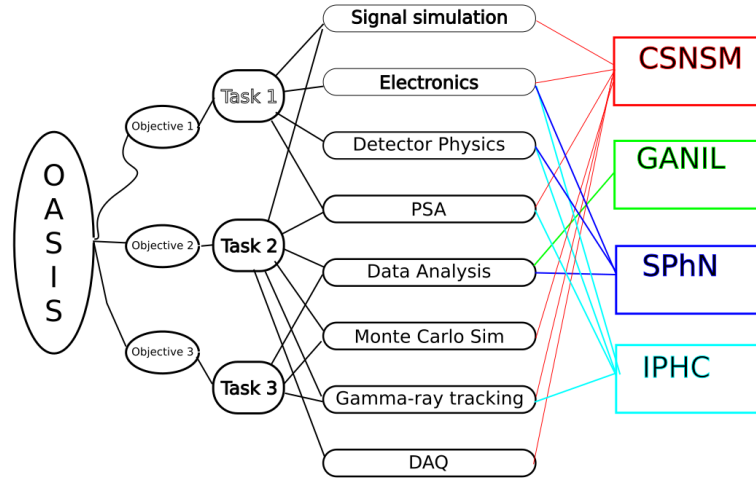 O
A
S
I
S
Objective 1
Objective 2
Objective 3
Task 1
Task 2
Task 3
Signal simulation
Electronics
Detector Physics
PSA
Data Analysis
Monte Carlo Sim
Gamma-ray tracking
DAQ
CSNSM
GANIL
SPhN
IPHC